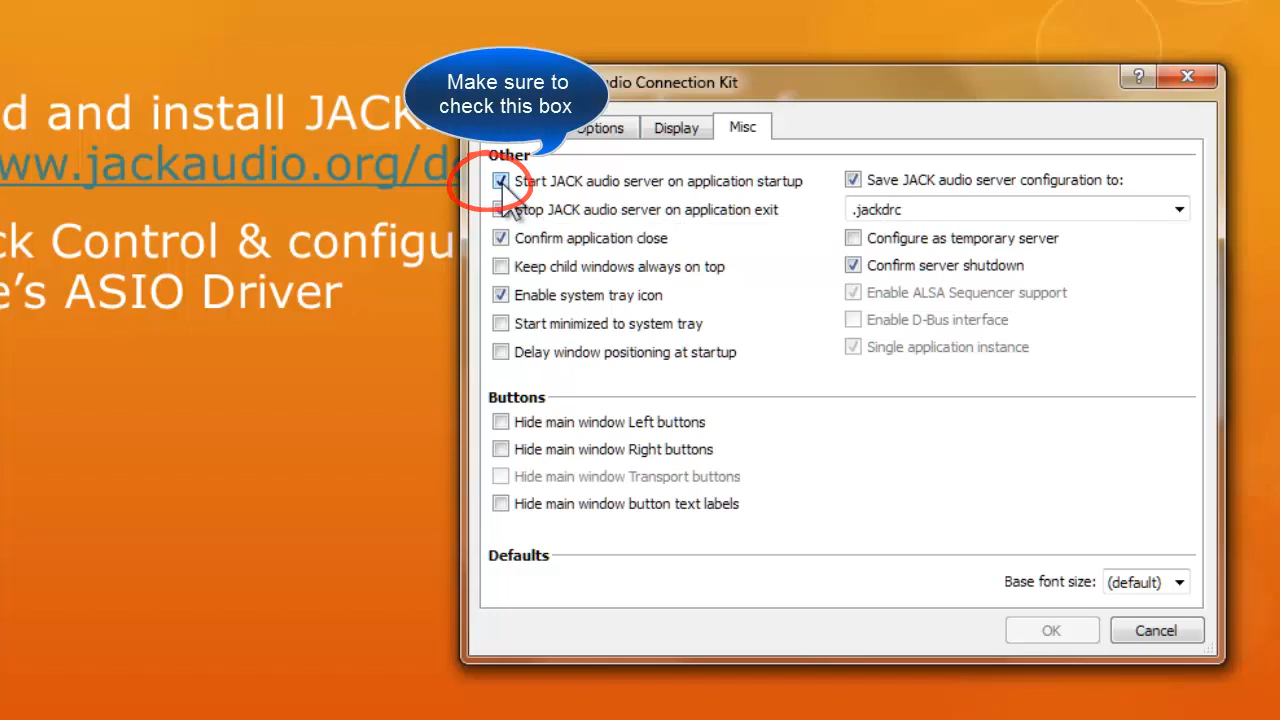 Make sure to
check this box
d and install JACK
ww.jackaudio.org/d
ck Control & configu
e's ASIO Driver
udio Connection Kit
?
Options
Display
Misc
Other
Start JACK audio server on application startup
Stop JACK audio server on application exit
Confirm application close
Keep child windows always on top
Enable system tray icon
Start minimized to system tray
Delay window positioning at startup
Save JACK audio server configuration to:
.jackdrc
Configure as temporary server
Confirm server shutdown
Enable ALSA Sequencer support
Enable D-Bus interface
Single application instance
Buttons
Hide main window Left buttons
Hide main window Right buttons
Hide main window Transport buttons
Hide main window button text labels
Defaults
Base font size:
(default)
OK
Cancel